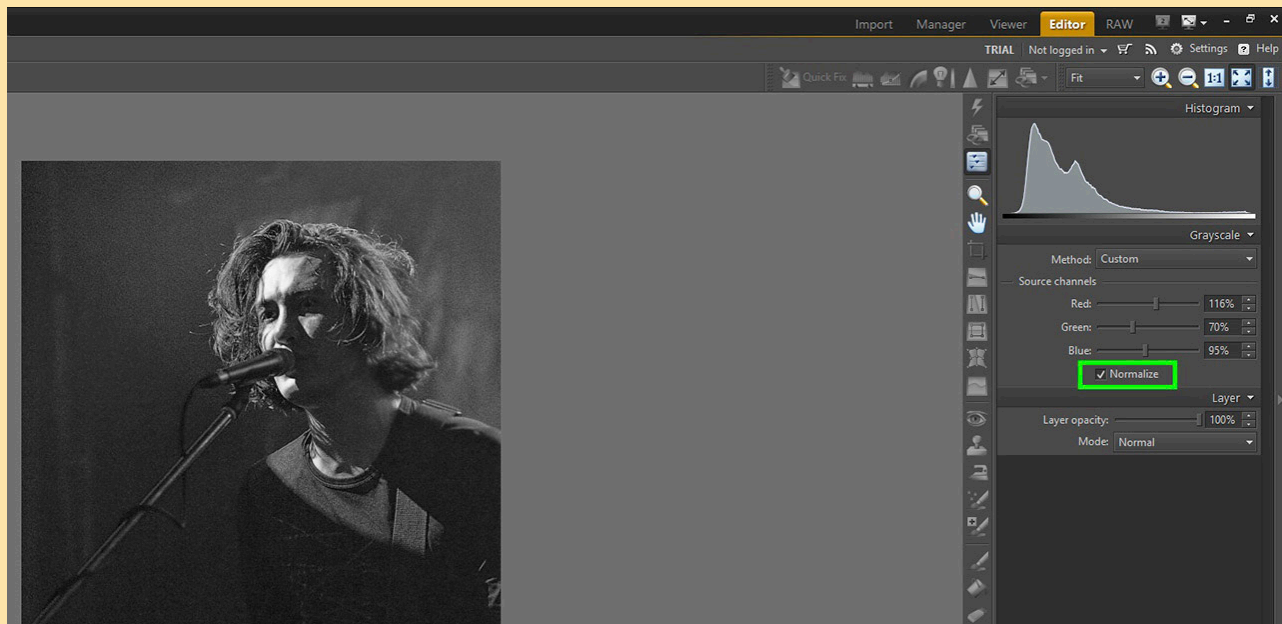 Import Manager Viewer Editor RAW 2
TRIAL Not logged in Settings ? Help
Quick Fix Fit 1:1
Histogram
Grayscale
Method: Custom
Source channels
Red: 116%
Green: 70%
Blue: 95%
Normalize
Layer
Layer opacity: 100%
Mode: Normal